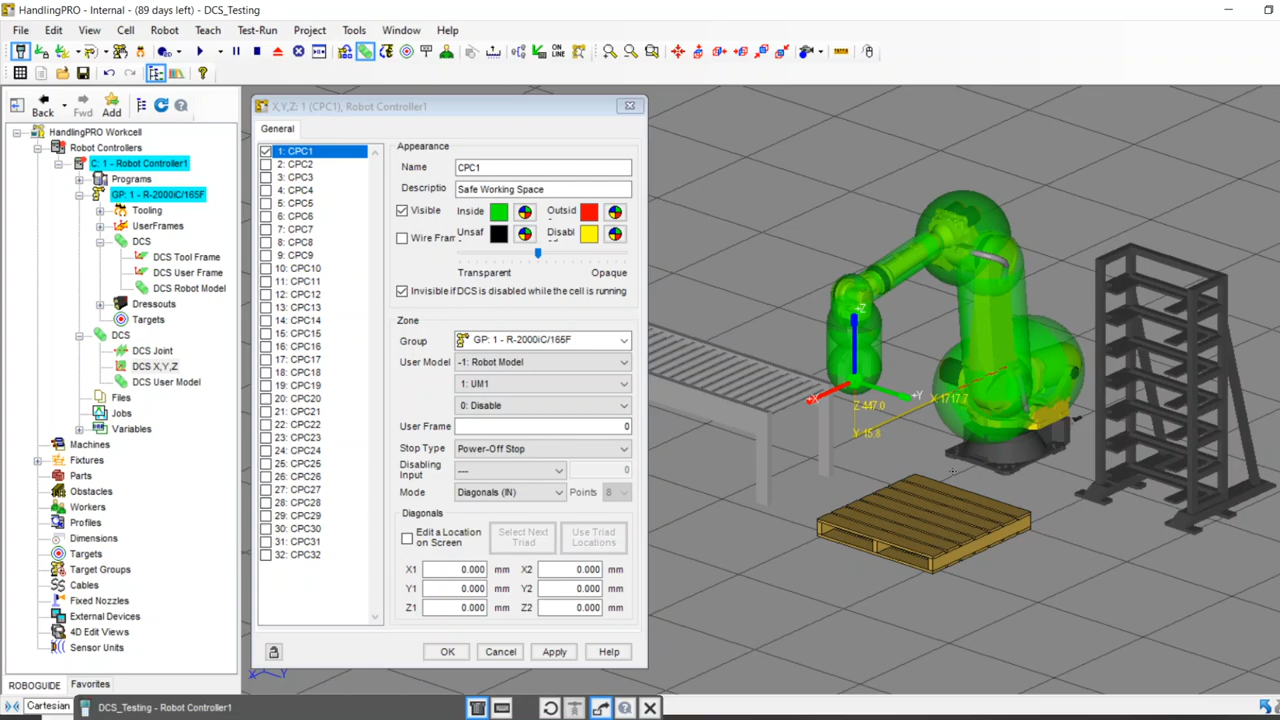 HandlingPRO - Internal - (89 days left) - DCS_Testing
File Edit View Cell Robot Teach Test-Run Project Tools Window Help
ON LINE
Back Fwd Add
HandlingPRO Workcell
Robot Controllers
C: 1 - Robot Controller1
Programs
GP: 1 - R-2000iC/165F
Tooling
UserFrames
DCS
DCS Tool Frame
DCS User Frame
DCS Robot Model
Dressouts
Targets
DCS
DCS Joint
DCS X,Y,Z
DCS User Model
Files
Jobs
Variables
Machines
Fixtures
Parts
Obstacles
Workers
Profiles
Dimensions
Targets
Target Groups
Cables
Fixed Nozzles
External Devices
4D Edit Views
Sensor Units
ROBOGUIDE Favorites
X,Y,Z: 1 (CPC1), Robot Controller1
General
1: CPC1
2: CPC2
3: CPC3
4: CPC4
5: CPC5
6: CPC6
7: CPC7
8: CPC8
9: CPC9
10: CPC10
11: CPC11
12: CPC12
13: CPC13
14: CPC14
15: CPC15
16: CPC16
17: CPC17
18: CPC18
19: CPC19
20: CPC20
21: CPC21
22: CPC22
23: CPC23
24: CPC24
25: CPC25
26: CPC26
27: CPC27
28: CPC28
29: CPC29
30: CPC30
31: CPC31
32: CPC32
Appearance
Name CPC1
Descriptio Safe Working Space
Visible Inside Outsid
Wire Fram Unsaf Disabl
Transparent Opaque
Invisible if DCS is disabled while the cell is running
Zone
Group GP: 1 - R-2000iC/165F
User Model -1: Robot Model
1: UM1
0: Disable
User Frame 0
Stop Type Power-Off Stop
Disabling Input ---- 0
Mode Diagonals (IN) Points 8
Diagonals
Edit a Location on Screen Select Next Triad Use Triad Locations
X1 0.000 mm X2 0.000 mm
Y1 0.000 mm Y2 0.000 mm
Z1 0.000 mm Z2 0.000 mm
OK Cancel Apply Help
+Z
+X +Y
X 1717.7
Z 447.0
Y 15.8
X Y
Cartesian DCS_Testing - Robot Controller1